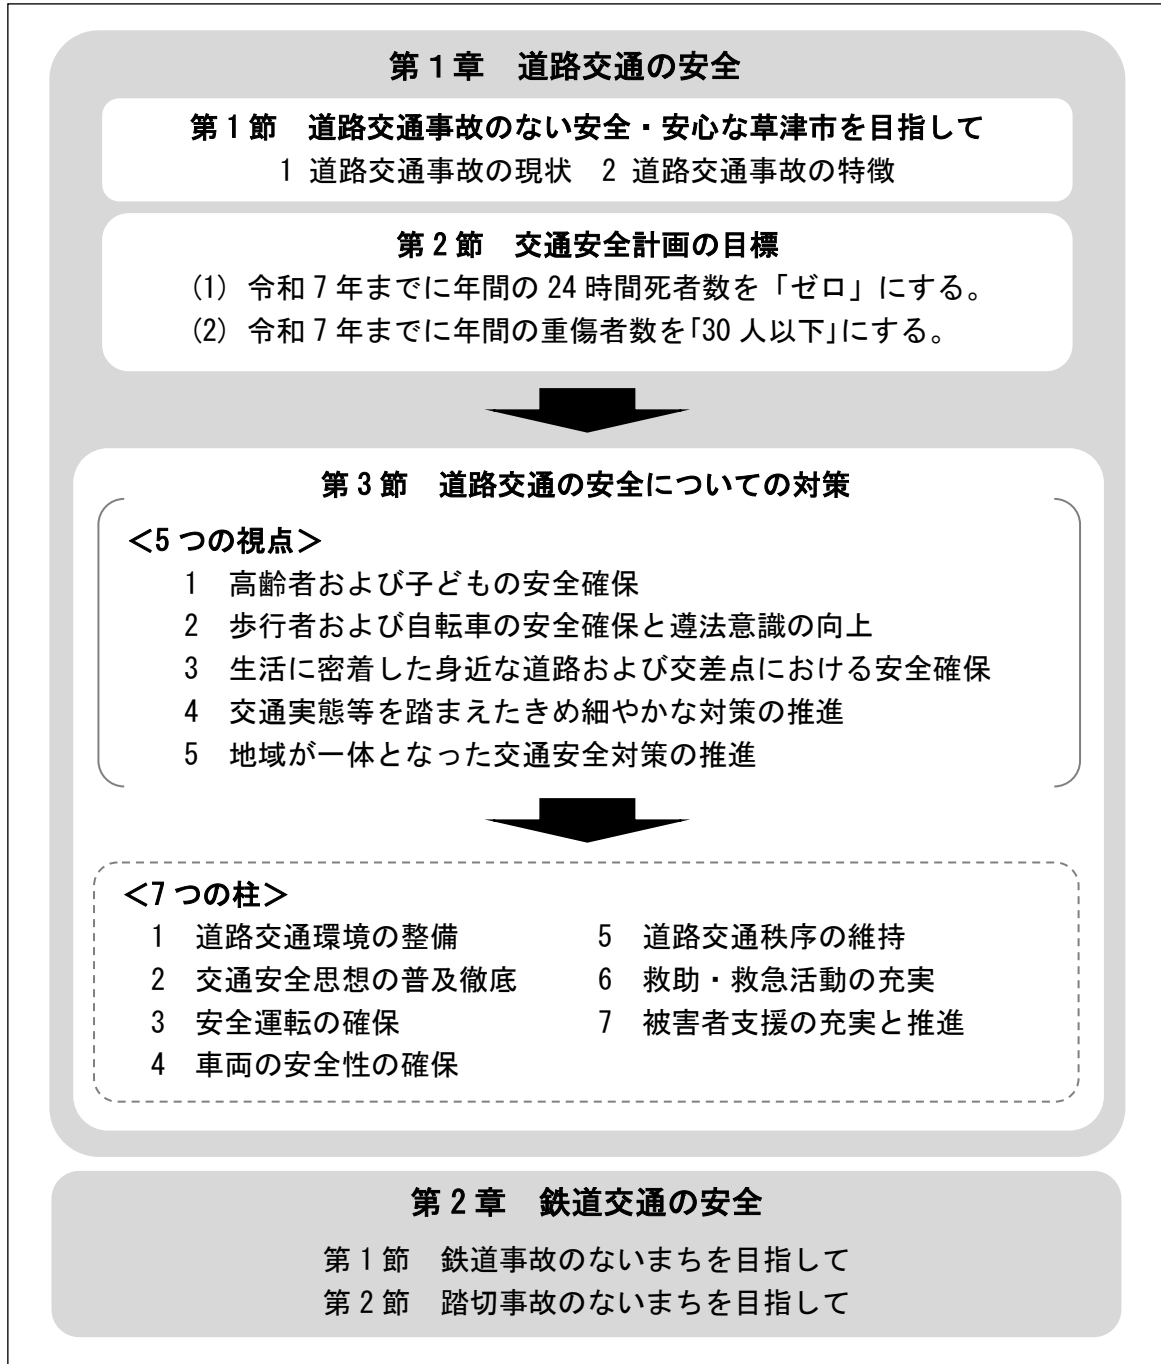 第1章　道路交通の安全
第1節　道路交通事故のない安全・安心な草津市を目指して
1 道路交通事故の現状　2 道路交通事故の特徴
第2節　交通安全計画の目標
(1) 令和7年までに年間の24時間死者数を「ゼロ」にする。
(2) 令和7年までに年間の重傷者数を｢30人以下｣にする。
第3節　道路交通の安全についての対策
＜5つの視点＞
1　高齢者および子どもの安全確保
2　歩行者および自転車の安全確保と遵法意識の向上
3　生活に密着した身近な道路および交差点における安全確保
4　交通実態等を踏まえたきめ細やかな対策の推進
5　地域が一体となった交通安全対策の推進
＜7つの柱＞
1　道路交通環境の整備
2　交通安全思想の普及徹底
3　安全運転の確保
4　車両の安全性の確保
5　道路交通秩序の維持
6　救助・救急活動の充実
7　被害者支援の充実と推進
第2章　鉄道交通の安全
第1節　鉄道事故のないまちを目指して
第2節　踏切事故のないまちを目指して